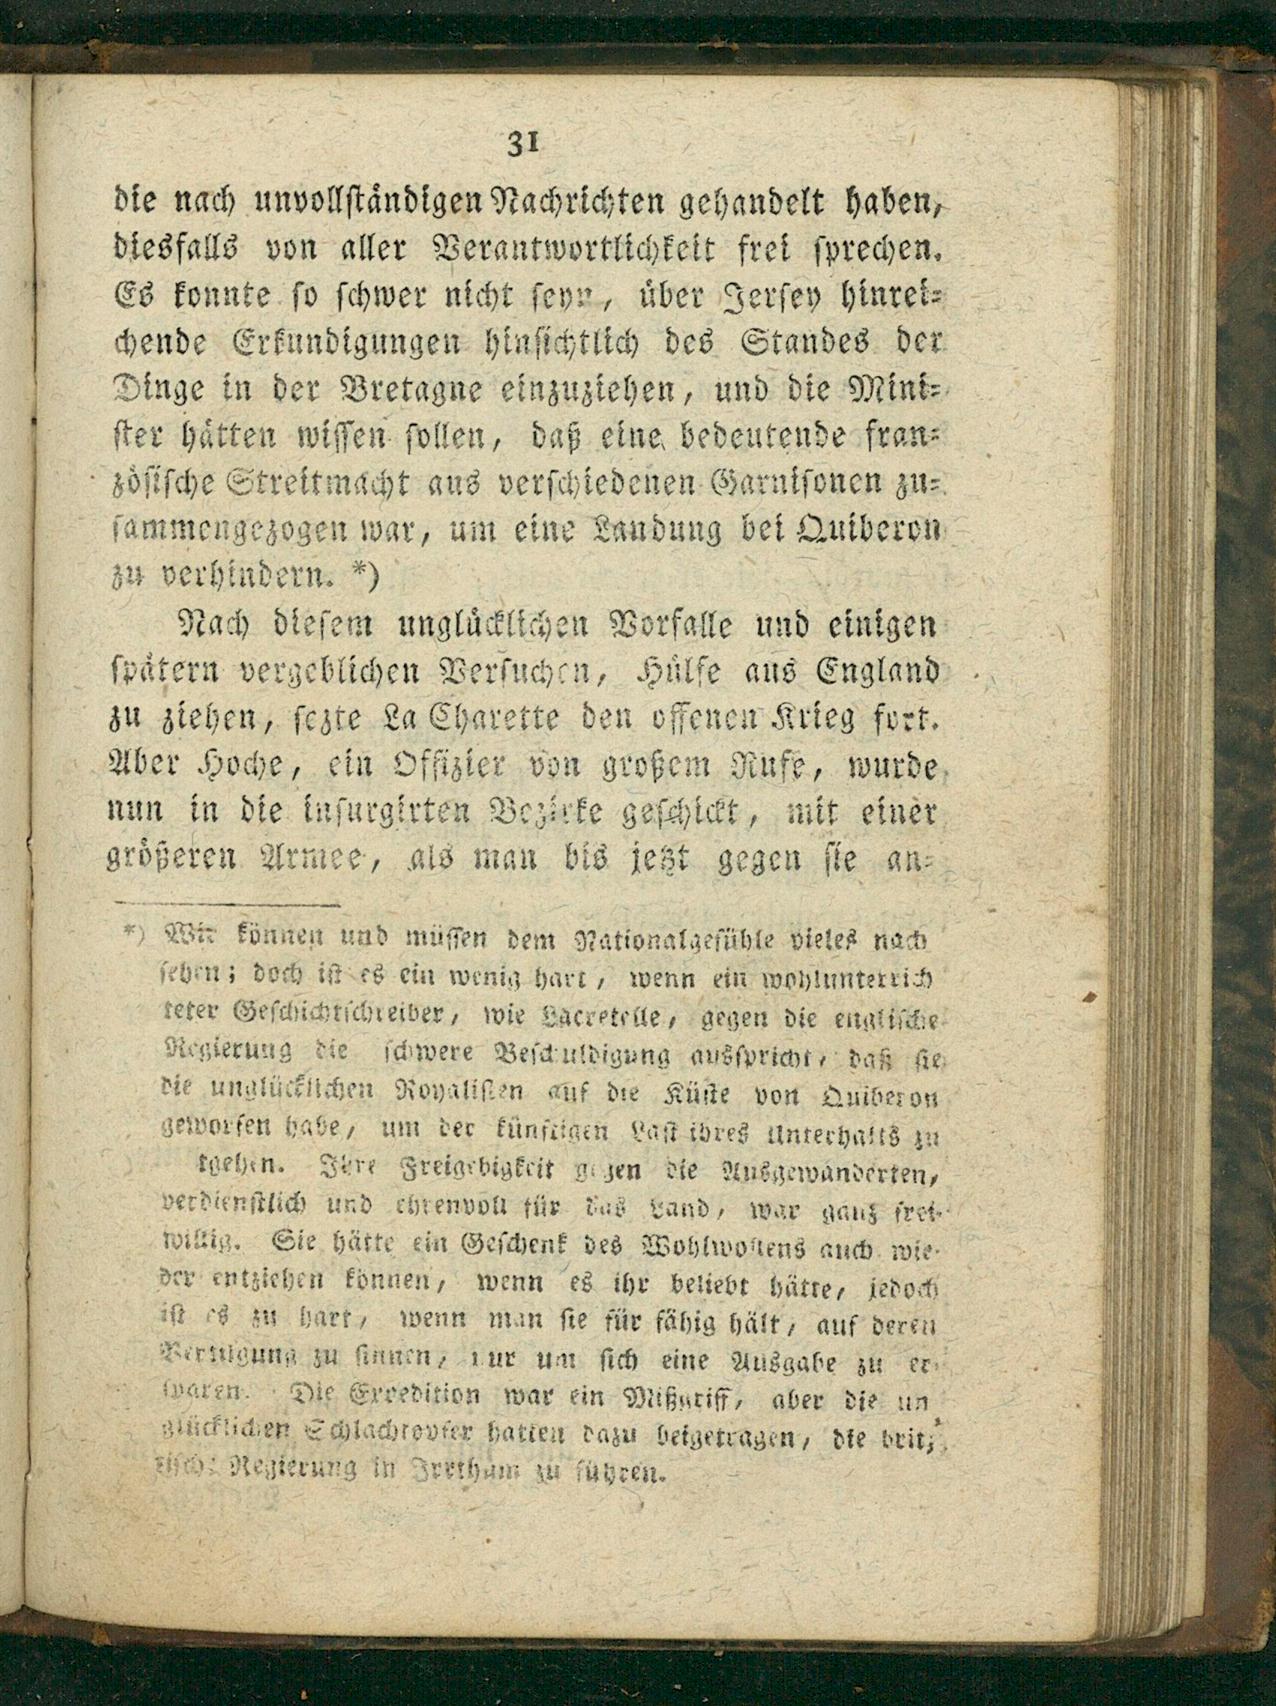 31
die nach unvollständigen Nachrichten gehandelt haben,
diesfalls von aller Verantwortlichkeit frei sprechen.
Es konnte so schwer nicht seyn, über Jersey hinrei=
chende Erkundigungen hinsichtlich des Standes der
Dinge in der Bretagne einzuziehen, und die Mini=
ster hätten wissen sollen, daß eine bedeutende fran=
zösische Streitmacht aus verschiedenen Garnisonen zu=
sammengezogen war, um eine Landung bei Quiberon
zu verhindern. *)
Nach diesem unglücklichen Vorfalle und einigen
spätern vergeblichen Versuchen, Hülfe aus England
zu ziehen, sezte La Charette den offenen Krieg fort.
Aber Hoche, ein Offizier von großem Rufe, wurde
nun in die insurgirten Bezirke geschickt, mit einer
größeren Armee, als man bis jetzt gegen sie an=
*) Wir können und müssen dem Nationalgefühle vieles nach
sehen; doch ist es ein wenig hart, wenn ein wohlunterrich
teter Geschichtschreiber, wie Lacretelle, gegen die englische
Regierung die schwere Beschuldigung ausspricht, daß sie
die unglücklichen Royalisten auf die Küste von Quiberon
geworfen habe, um der künftigen Last ihres Unterhalts zu
tgehen. Ihre Freigebigkeit gegen die Ausgewanderten,
verdienstlich und ehrenvoll für das Land, war ganz frei-
willig. Sie hätte ein Geschenk des Wohlwollens auch wie-
der entziehen können, wenn es ihr beliebt hätte, jedoch
ist es zu hart, wenn man sie für fähig hält, auf deren
Vertilgung zu sinnen, nur um sich eine Ausgabe zu er
sparen. Die Expedition war ein Mißgriff, aber die un
glücklichen Schlachtopfer hatten dazu beigetragen, die brit;
tische Regierung in Irrthum zu führen.